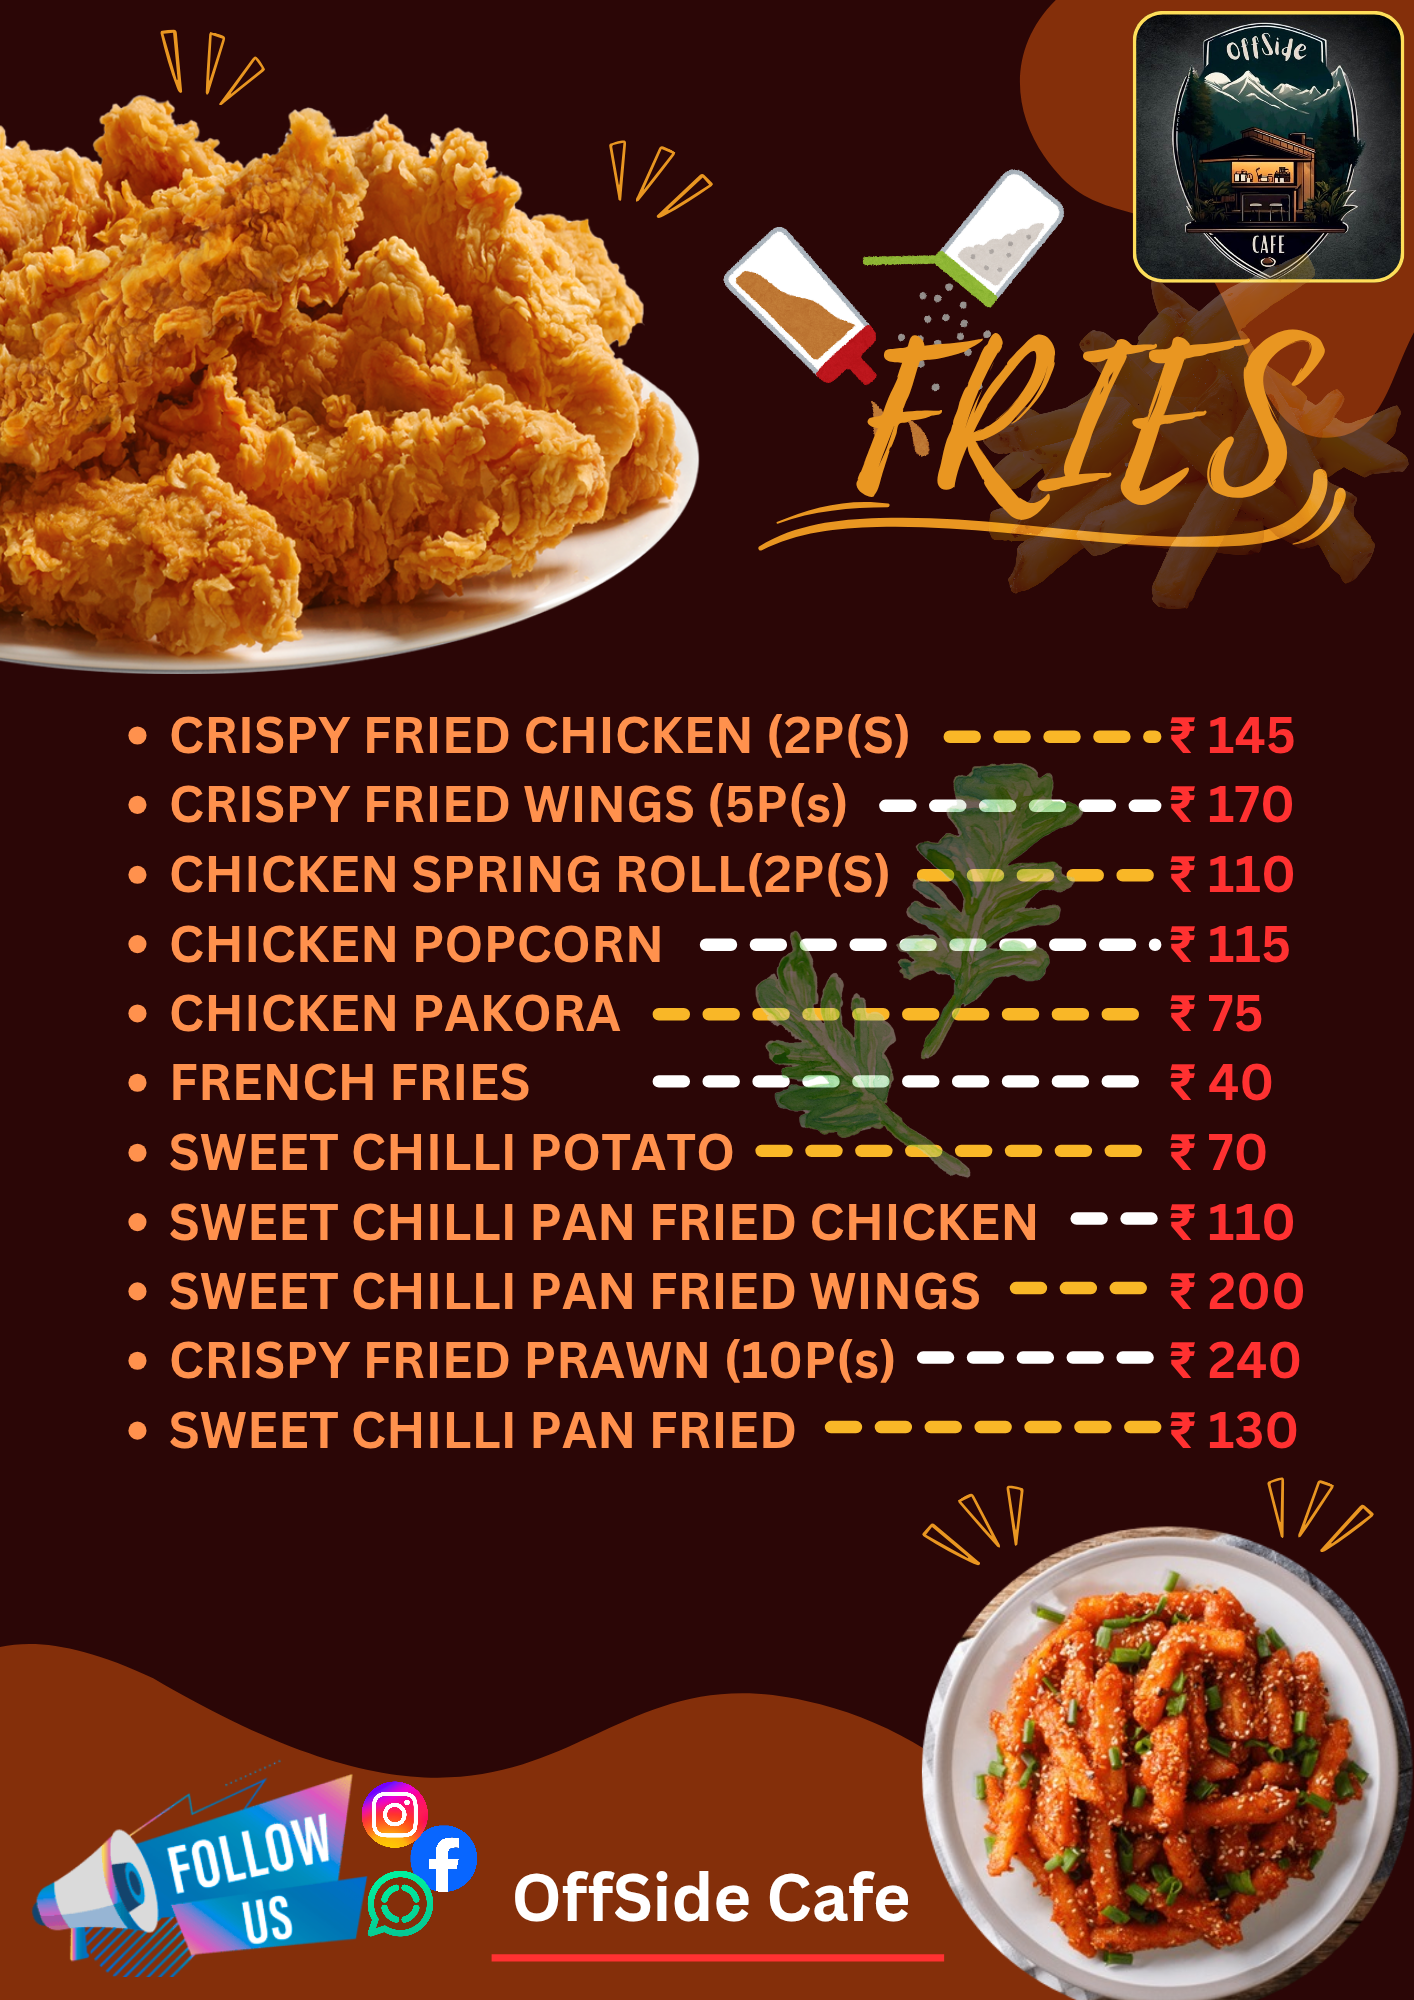 OffSide
CAFE
FRIES
• CRISPY FRIED CHICKEN (2P(S) ₹ 145
• CRISPY FRIED WINGS (5P(s) ₹ 170
• CHICKEN SPRING ROLL(2P(S) ₹ 110
• CHICKEN POPCORN ₹ 115
• CHICKEN PAKORA ₹ 75
• FRENCH FRIES ₹ 40
• SWEET CHILLI POTATO ₹ 70
• SWEET CHILLI PAN FRIED CHICKEN ₹ 110
• SWEET CHILLI PAN FRIED WINGS ₹ 200
• CRISPY FRIED PRAWN (10P(s) ₹ 240
• SWEET CHILLI PAN FRIED ₹ 130
FOLLOW
US
OffSide Cafe